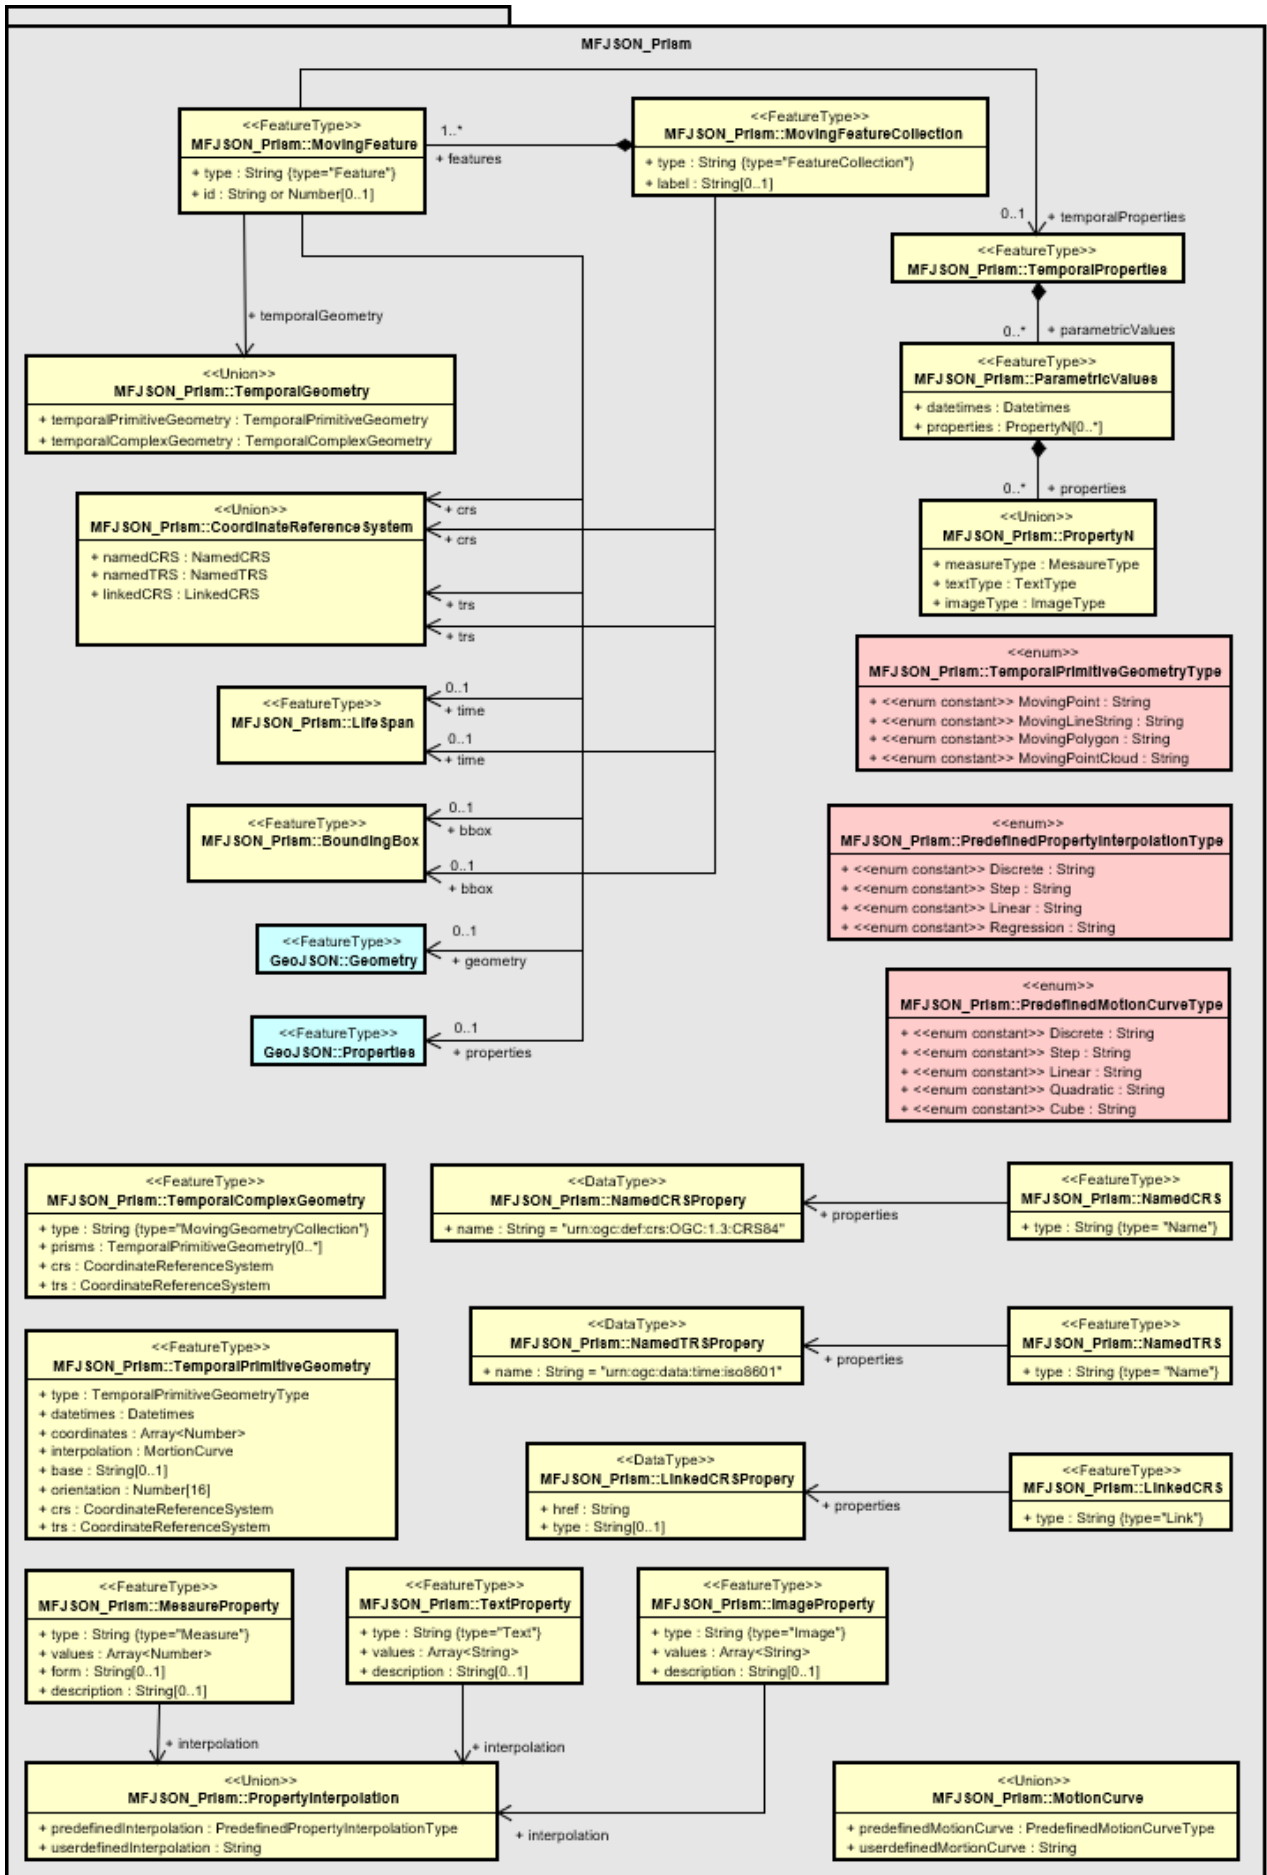 MFJSON_Prism
<<FeatureType>>
MFJSON_Prism::MovingFeature
+ type : String {type="Feature"}
+ id : String or Number[0..1]
1..*
+ features
<<FeatureType>>
MFJSON_Prism::MovingFeatureCollection
+ type : String {type="FeatureCollection"}
+ label : String[0..1]
0..1
+ temporalProperties
<<FeatureType>>
MFJSON_Prism::TemporalProperties
0..*
+ parametricValues
<<FeatureType>>
MFJSON_Prism::ParametricValues
+ datetimes : Datetimes
+ properties : PropertyN[0..*]
0..*
+ properties
<<Union>>
MFJSON_Prism::PropertyN
+ measureType : MesaureType
+ textType : TextType
+ imageType : ImageType
+ temporalGeometry
<<Union>>
MFJSON_Prism::TemporalGeometry
+ temporalPrimitiveGeometry : TemporalPrimitiveGeometry
+ temporalComplexGeometry : TemporalComplexGeometry
<<Union>>
MFJSON_Prism::CoordinateReferenceSystem
+ namedCRS : NamedCRS
+ namedTRS : NamedTRS
+ linkedCRS : LinkedCRS
+ crs
+ crs
+ trs
+ trs
<<FeatureType>>
MFJSON_Prism::LifeSpan
0..1
+ time
0..1
+ time
<<FeatureType>>
MFJSON_Prism::BoundingBox
0..1
+ bbox
0..1
+ bbox
<<FeatureType>>
GeoJSON::Geometry
0..1
+ geometry
<<FeatureType>>
GeoJSON::Properties
0..1
+ properties
<<enum>>
MFJSON_Prism::TemporalPrimitiveGeometryType
+ <<enum constant>> MovingPoint : String
+ <<enum constant>> MovingLineString : String
+ <<enum constant>> MovingPolygon : String
+ <<enum constant>> MovingPointCloud : String
<<enum>>
MFJSON_Prism::PredefinedPropertyInterpolationType
+ <<enum constant>> Discrete : String
+ <<enum constant>> Step : String
+ <<enum constant>> Linear : String
+ <<enum constant>> Regression : String
<<enum>>
MFJSON_Prism::PredefinedMotionCurveType
+ <<enum constant>> Discrete : String
+ <<enum constant>> Step : String
+ <<enum constant>> Linear : String
+ <<enum constant>> Quadratic : String
+ <<enum constant>> Cube : String
<<FeatureType>>
MFJSON_Prism::TemporalComplexGeometry
+ type : String {type="MovingGeometryCollection"}
+ prisms : TemporalPrimitiveGeometry[0..*]
+ crs : CoordinateReferenceSystem
+ trs : CoordinateReferenceSystem
<<DataType>>
MFJSON_Prism::NamedCRSPropery
+ name : String = "urn:ogc:def:crs:OGC:1.3:CRS84"
+ properties
<<FeatureType>>
MFJSON_Prism::NamedCRS
+ type : String {type= "Name"}
<<FeatureType>>
MFJSON_Prism::TemporalPrimitiveGeometry
+ type : TemporalPrimitiveGeometryType
+ datetimes : Datetimes
+ coordinates : Array<Number>
+ interpolation : MortionCurve
+ base : String[0..1]
+ orientation : Number[16]
+ crs : CoordinateReferenceSystem
+ trs : CoordinateReferenceSystem
<<DataType>>
MFJSON_Prism::NamedTRSPropery
+ name : String = "urn:ogc:data:time:iso8601"
+ properties
<<FeatureType>>
MFJSON_Prism::NamedTRS
+ type : String {type= "Name"}
<<DataType>>
MFJSON_Prism::LinkedCRSPropery
+ href : String
+ type : String[0..1]
+ properties
<<FeatureType>>
MFJSON_Prism::LinkedCRS
+ type : String {type="Link"}
<<FeatureType>>
MFJSON_Prism::MesaureProperty
+ type : String {type="Measure"}
+ values : Array<Number>
+ form : String[0..1]
+ description : String[0..1]
<<FeatureType>>
MFJSON_Prism::TextProperty
+ type : String {type="Text"}
+ values : Array<String>
+ description : String[0..1]
<<FeatureType>>
MFJSON_Prism::ImageProperty
+ type : String {type="Image"}
+ values : Array<String>
+ description : String[0..1]
+ interpolation
+ interpolation
+ interpolation
<<Union>>
MFJSON_Prism::PropertyInterpolation
+ predefinedInterpolation : PredefinedPropertyInterpolationType
+ userdefinedInterpolation : String
<<Union>>
MFJSON_Prism::MotionCurve
+ predefinedMotionCurve : PredefinedMotionCurveType
+ userdefinedMortionCurve : String